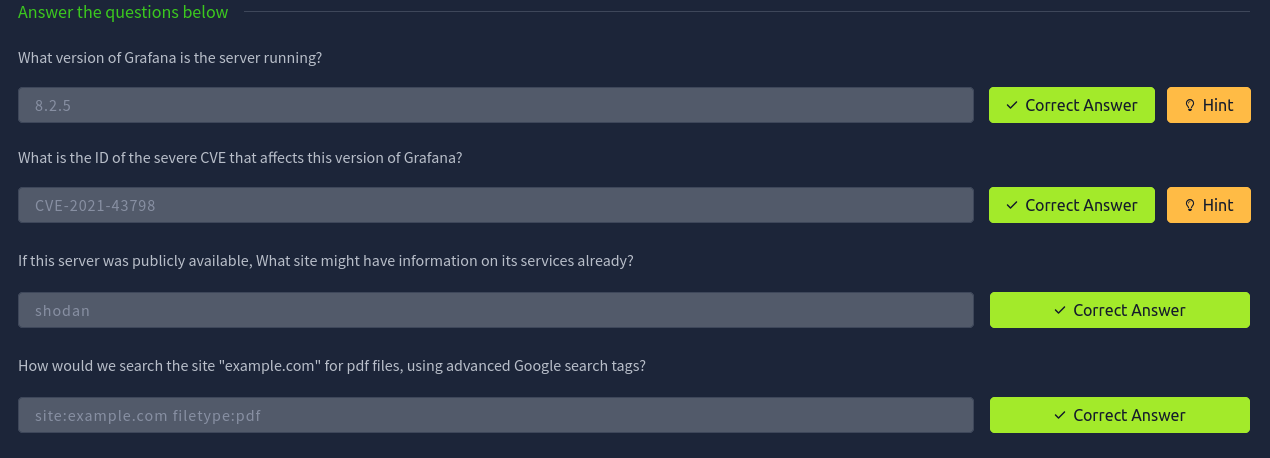 Answer the questions below
What version of Grafana is the server running?
8.2.5 Correct Answer Hint
What is the ID of the severe CVE that affects this version of Grafana?
CVE-2021-43798 Correct Answer Hint
If this server was publicly available, What site might have information on its services already?
shodan Correct Answer
How would we search the site "example.com" for pdf files, using advanced Google search tags?
site:example.com filetype:pdf Correct Answer